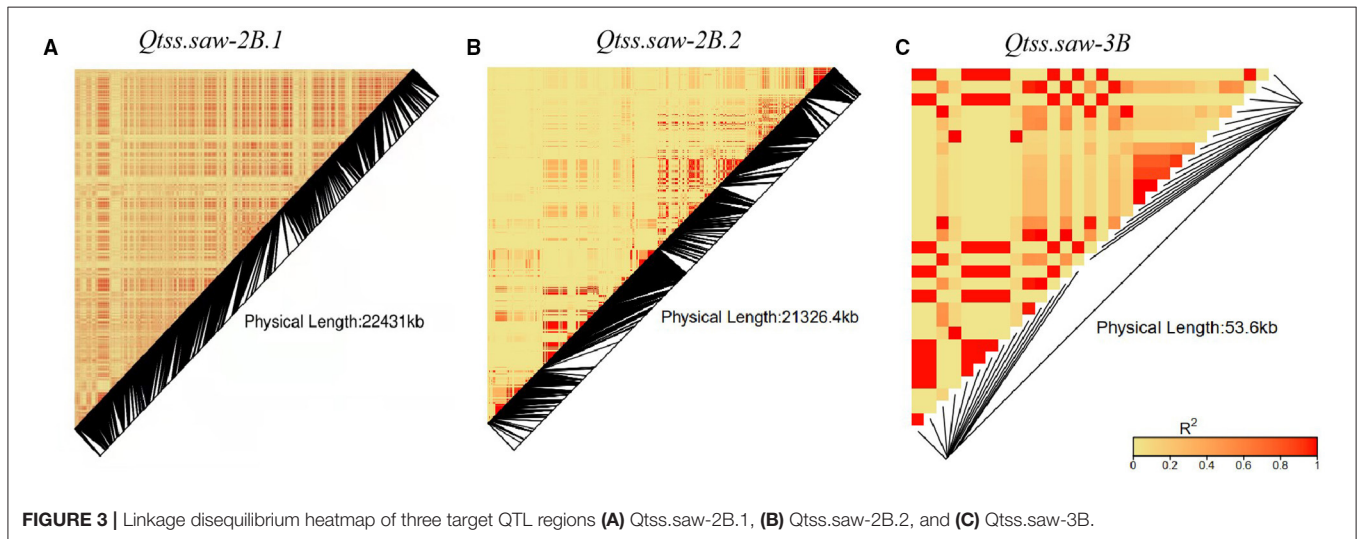 A
Qtss.saw-2B.1
B
Qtss.saw-2B.2
C
Qtss.saw-3B
Physical Length:22431kb
Physical Length:21326.4kb
Physical Length:53.6kb
R²
0 0.2 0.4 0.6 0.8 1
FIGURE 3 | Linkage disequilibrium heatmap of three target QTL regions (A) Qtss.saw-2B.1, (B) Qtss.saw-2B.2, and (C) Qtss.saw-3B.